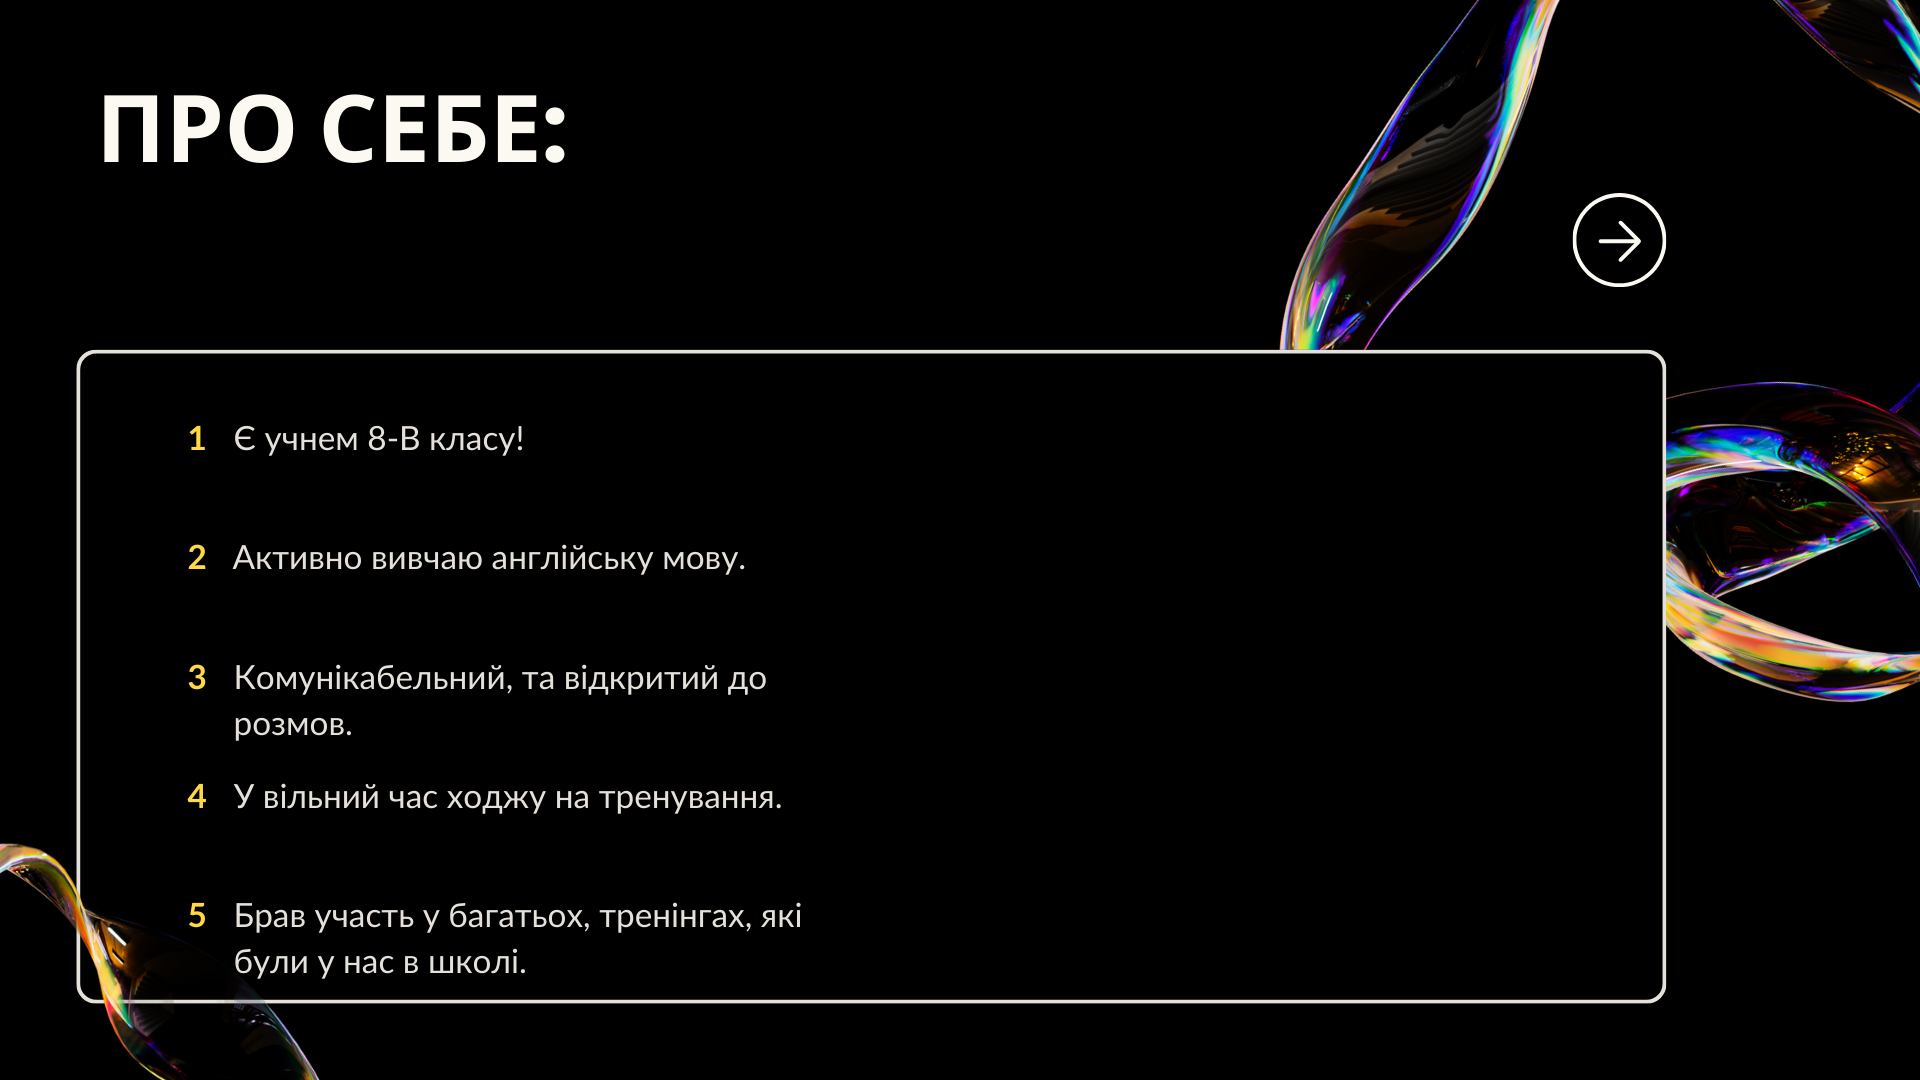 ПРО СЕБЕ:
1 Є учнем 8-В класу!
2 Активно вивчаю англійську мову.
3 Комунікабельний, та відкритий до
розмов.
4 У вільний час ходжу на тренування.
5 Брав участь у багатьох, тренінгах, які
були у нас в школі.